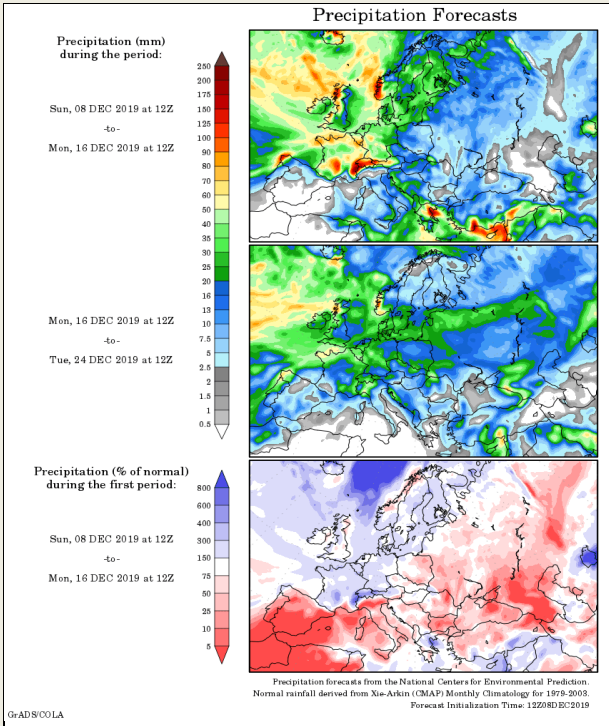 Precipitation Forecasts
Precipitation (mm)
during the period:
Sun, 08 DEC 2019 at 12Z
-to-
Mon, 16 DEC 2019 at 12Z
250
200
175
150
125
100
90
80
70
60
50
40
35
30
25
20
16
13
10
7.5
5
2.5
2
1.5
1
0.5
Mon, 16 DEC 2019 at 12Z
-to-
Tue, 24 DEC 2019 at 12Z
Precipitation (% of normal)
during the first period:
Sun, 08 DEC 2019 at 12Z
-to-
Mon, 16 DEC 2019 at 12Z
800
600
400
300
150
75
50
25
10
5
Precipitation forecasts from the National Centers for Environmental Prediction.
Normal rainfall derived from Xie-Arkin (CMAP) Monthly Climatology for 1979-2003.
Forecast Initialization Time: 12Z08DEC2019
GrADS/COLA